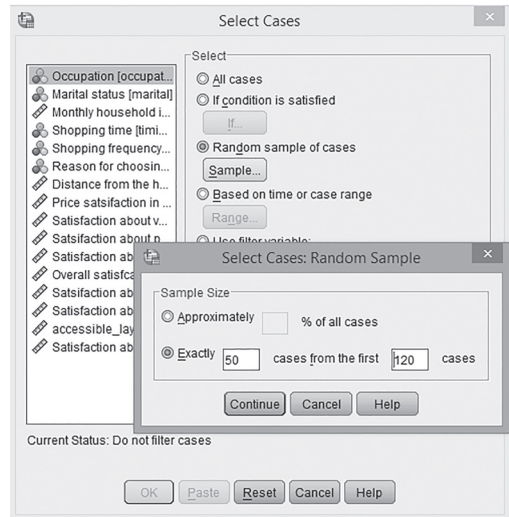 Select Cases
Occupation [occupat...
Marital status [marital]
Monthly household i...
Shopping time [timi...
Shopping frequency...
Reason for choosin...
Distance from the h...
Price satsifaction in ...
Satisfaction about v...
Satsifaction about p
Satsifaction ab
Overall satisfca
Satsifaction ab
Satsifaction ab
accessible_lay
Satisfaction ab
Select
All cases
If condition is satisfied
If...
Random sample of cases
Sample...
Based on time or case range
Range...
Use filter variable:
Select Cases: Random Sample
Sample Size
Approximately % of all cases
Exactly 50 cases from the first 120 cases
Continue Cancel Help
Current Status: Do not filter cases
OK Paste Reset Cancel Help